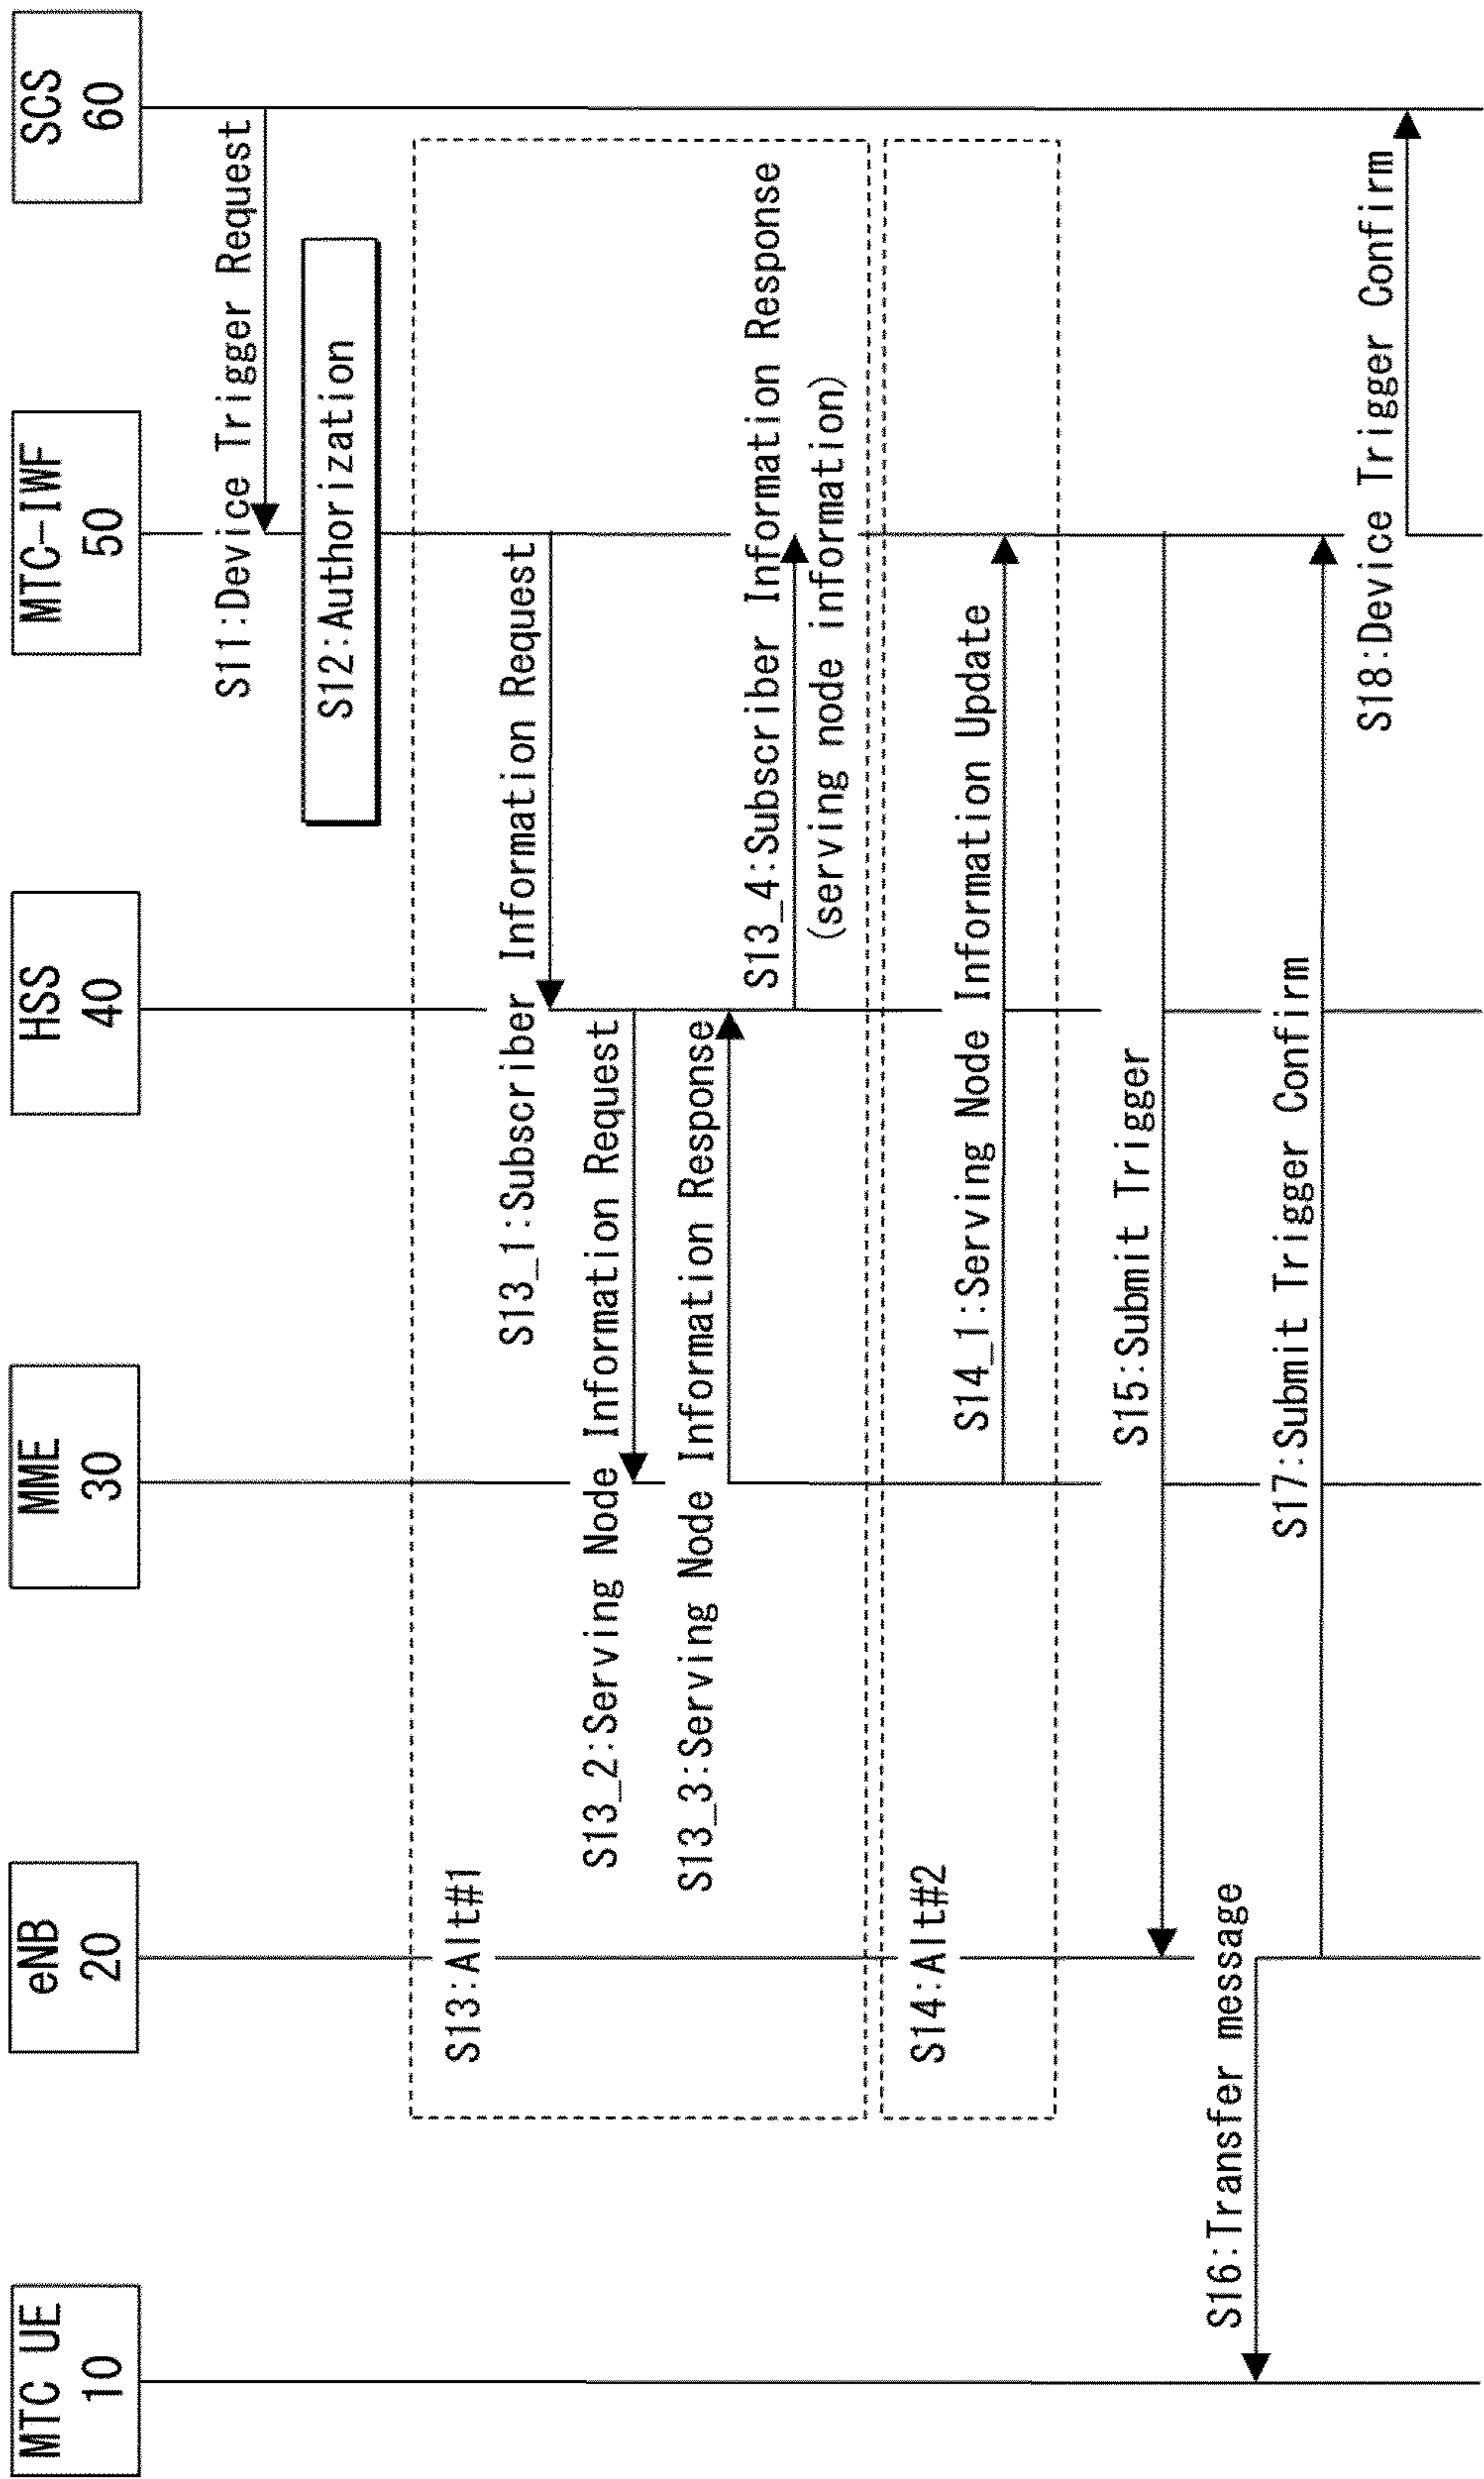 MTC UE
10
eNB
20
MME
30
HSS
40
MTC-IWF
50
SCS
60
S11:Device Trigger Request
S12:Authorization
S13:Alt#1
S13_1:Subscriber Information Request
S13_2:Serving Node Information Request
S13_3:Serving Node Information Response
S13_4:Subscriber Information Response
(serving node information)
S14:Alt#2
S14_1:Serving Node Information Update
S15:Submit Trigger
S16:Transfer message
S17:Submit Trigger Confirm
S18:Device Trigger Confirm